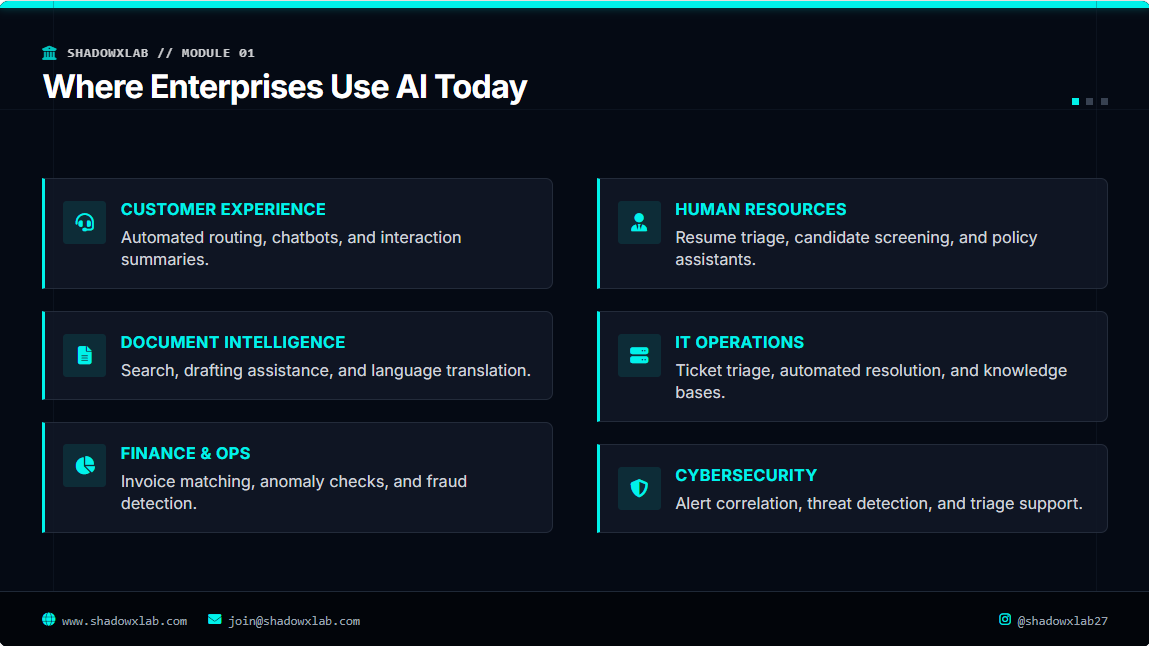 SHADOWXLAB // MODULE 01
Where Enterprises Use AI Today
CUSTOMER EXPERIENCE
Automated routing, chatbots, and interaction
summaries.
DOCUMENT INTELLIGENCE
Search, drafting assistance, and language translation.
FINANCE & OPS
Invoice matching, anomaly checks, and fraud
detection.
HUMAN RESOURCES
Resume triage, candidate screening, and policy
assistants.
IT OPERATIONS
Ticket triage, automated resolution, and knowledge
bases.
CYBERSECURITY
Alert correlation, threat detection, and triage support.
www.shadowxlab.com
join@shadowxlab.com
@shadowxlab27